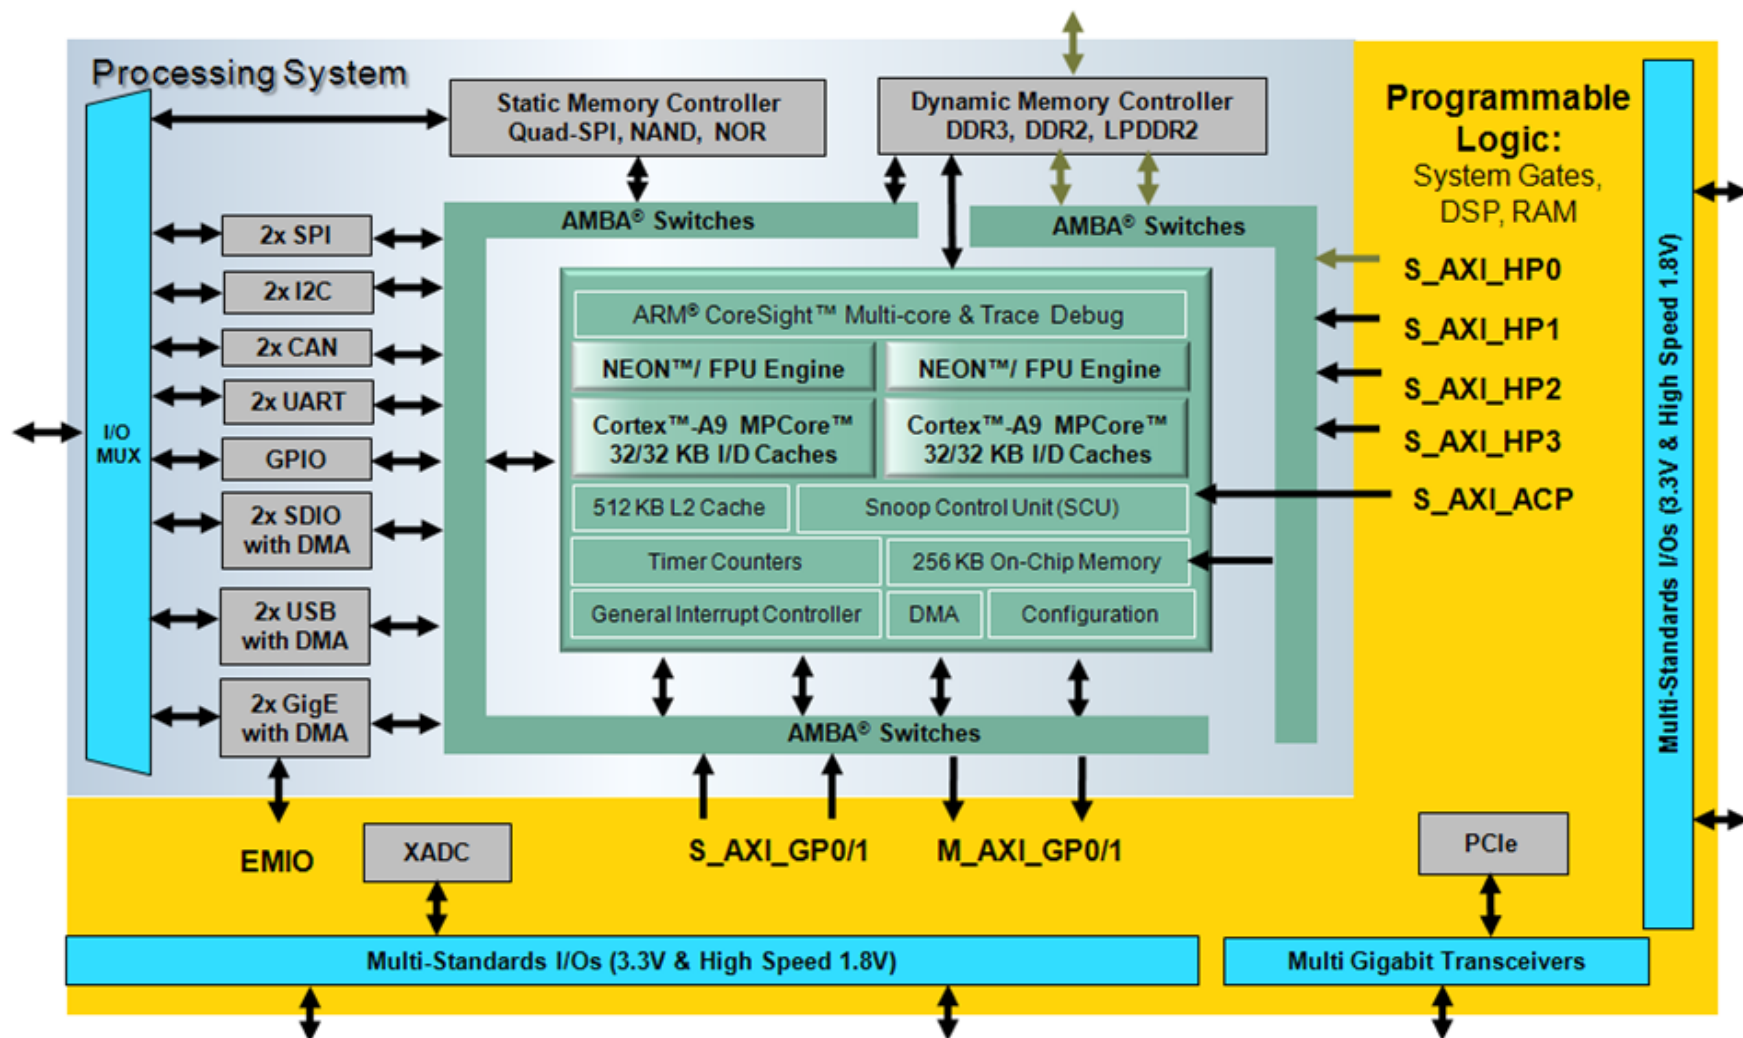 Processing System
Static Memory Controller
Quad-SPI, NAND, NOR
Dynamic Memory Controller
DDR3, DDR2, LPDDR2
Programmable
Logic:
System Gates,
DSP, RAM
AMBA® Switches
AMBA® Switches
I/O
MUX
2x SPI
2x I2C
2x CAN
2x UART
GPIO
2x SDIO
with DMA
2x USB
with DMA
2x GigE
with DMA
ARM® CoreSight™ Multi-core & Trace Debug
NEON™/ FPU Engine
NEON™/ FPU Engine
Cortex™-A9 MPCore™
32/32 KB I/D Caches
Cortex™-A9 MPCore™
32/32 KB I/D Caches
512 KB L2 Cache
Snoop Control Unit (SCU)
Timer Counters
256 KB On-Chip Memory
General Interrupt Controller
DMA
Configuration
AMBA® Switches
S_AXI_HP0
S_AXI_HP1
S_AXI_HP2
S_AXI_HP3
S_AXI_ACP
Multi-Standards I/Os (3.3V & High Speed 1.8V)
EMIO
XADC
S_AXI_GP0/1
M_AXI_GP0/1
PCIe
Multi-Standards I/Os (3.3V & High Speed 1.8V)
Multi Gigabit Transceivers